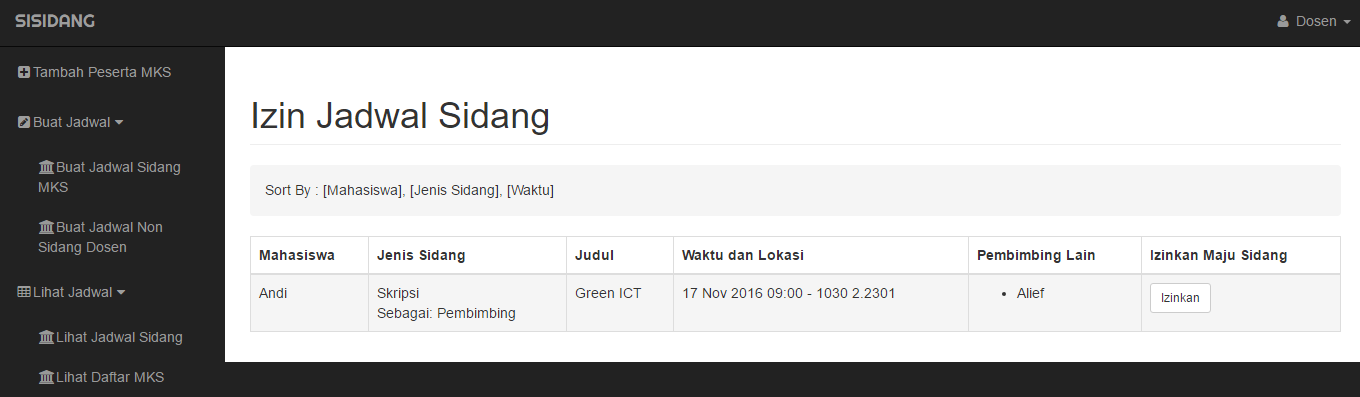 SISIDANG
Dosen
Tambah Peserta MKS
Buat Jadwal
Buat Jadwal Sidang
MKS
Buat Jadwal Non
Sidang Dosen
Lihat Jadwal
Lihat Jadwal Sidang
Lihat Daftar MKS
Izin Jadwal Sidang
Sort By : [Mahasiswa], [Jenis Sidang], [Waktu]
Mahasiswa Jenis Sidang Judul Waktu dan Lokasi Pembimbing Lain Izinkan Maju Sidang
Andi Skripsi Green ICT 17 Nov 2016 09:00 - 1030 2.2301 • Alief Izinkan
Sebagai: Pembimbing